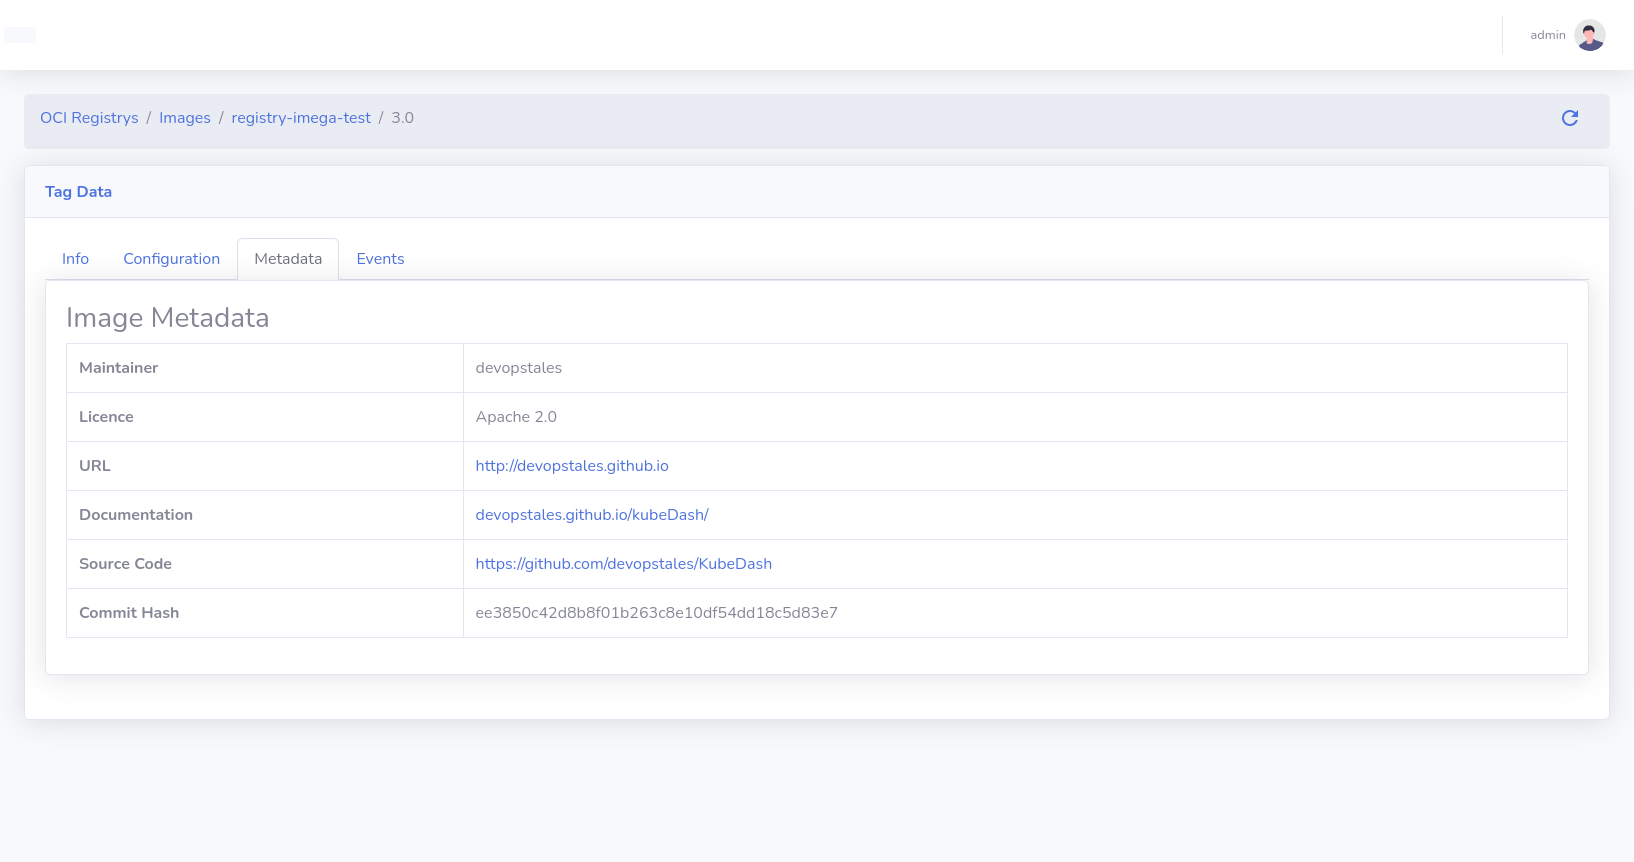 admin
OCI Registrys / Images / registry-imega-test / 3.0
Tag Data
Info Configuration Metadata Events
Image Metadata
Maintainer devopstales
Licence Apache 2.0
URL http://devopstales.github.io
Documentation devopstales.github.io/kubeDash/
Source Code https://github.com/devopstales/KubeDash
Commit Hash ee3850c42d8b8f01b263c8e10df54dd18c5d83e7